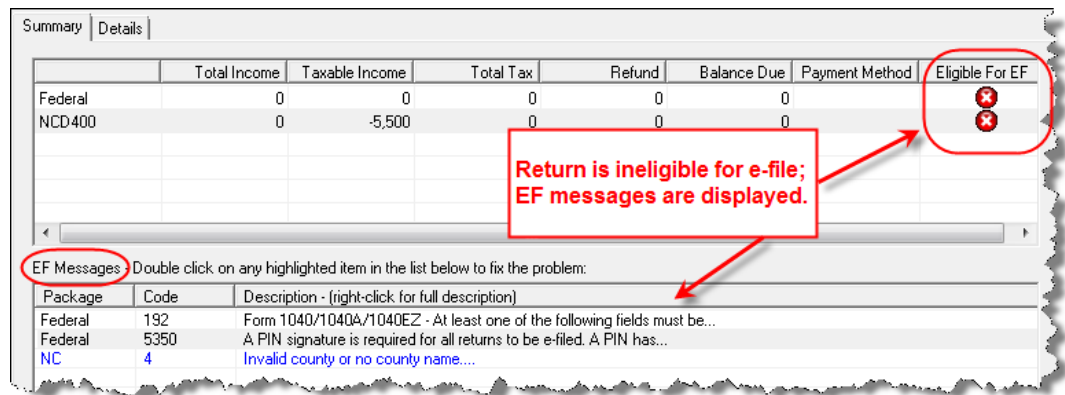 Summary Details
Total Income Taxable Income Total Tax Refund Balance Due Payment Method Eligible For EF
Federal 0 0 0 0 0
NCD400 0 -5,500 0 0 0
Return is ineligible for e-file;
EF messages are displayed.
EF Messages - Double click on any highlighted item in the list below to fix the problem:
Package Code Description - (right-click for full description)
Federal 192 Form 1040/1040A/1040EZ - At least one of the following fields must be...
Federal 5350 A PIN signature is required for all returns to be e-filed. A PIN has...
NC 4 Invalid county or no county name....